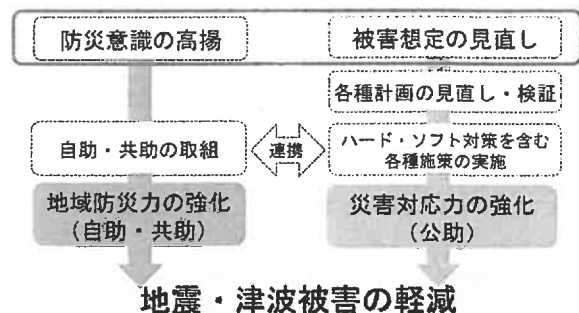 防災意識の高揚
被害想定の見直し
各種計画の見直し・検証
自助・共助の取組
連携
ハード・ソフト対策を含む
各種施策の実施
地域防災力の強化
(自助・共助)
災害対応力の強化
(公助)
地震・津波被害の軽減